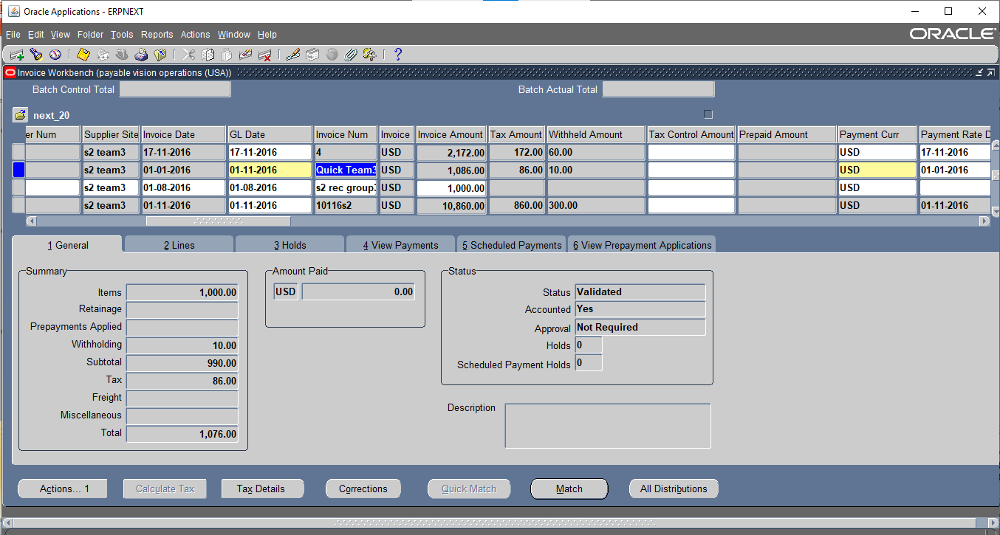 Oracle Applications - ERPNEXT
File Edit View Folder Tools Reports Actions Window Help
ORACLE
Invoice Workbench (payable vision operations (USA))
Batch Control Total Batch Actual Total
next_20
er Num Supplier Site Invoice Date GL Date Invoice Num Invoice Invoice Amount Tax Amount Withheld Amount Tax Control Amount Prepaid Amount Payment Curr Payment Rate D
s2 team3 17-11-2016 17-11-2016 4 USD 2,172.00 172.00 60.00 USD 17-11-2016
s2 team3 01-01-2016 01-11-2016 Quick Team3 USD 1,086.00 86.00 10.00 USD 01-01-2016
s2 team3 01-08-2016 01-08-2016 s2 rec group3 USD 1,000.00 USD
s2 team3 01-11-2016 01-11-2016 10116s2 USD 10,860.00 860.00 300.00 USD 01-11-2016
1 General 2 Lines 3 Holds 4 View Payments 5 Scheduled Payments 6 View Prepayment Applications
Summary Amount Paid Status
Items 1,000.00 USD 0.00 Status Validated
Retainage Accounted Yes
Prepayments Applied Approval Not Required
Withholding 10.00 Holds 0
Subtotal 990.00 Scheduled Payment Holds 0
Tax 86.00
Freight
Description
Miscellaneous
Total 1,076.00
Actions... 1 Calculate Tax Tax Details Corrections Quick Match Match All Distributions